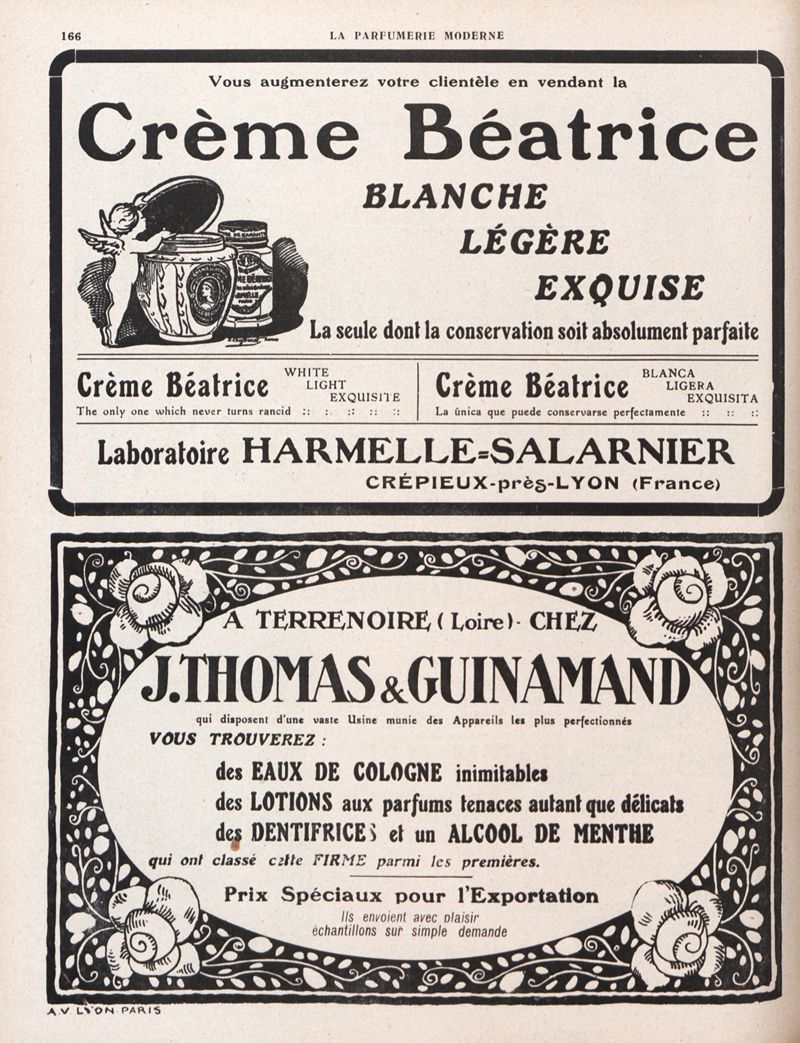 166
LA PARFUMERIE MODERNE
Vous augmenterez votre clientèle en vendant la
Crème Béatrice
BLANCHE
LÉGÈRE
EXQUISE
La seule dont la conservation soit absolument parfaite
Crème Béatrice
WHITE
LIGHT
EXQUISITE
The only one which never turns rancid :: :: :: :: ::
Crème Béatrice
BLANCA
LIGERA
EXQUISITA
La única que puede conservarse perfectamente :: :: ::
Laboratoire HARMELLE=SALARNIER
CRÉPIEUX-près-LYON (France)
A TERRENOIRE (Loire)- CHEZ
J. THOMAS & GUINAMAND
qui disposent d'une vaste Usine munie des Appareils les plus perfectionnés
VOUS TROUVEREZ :
des EAUX DE COLOGNE inimitables
des LOTIONS aux parfums tenaces autant que délicats
des DENTIFRICES et un ALCOOL DE MENTHE
qui ont classé cette FIRME parmi les premières.
Prix Spéciaux pour l'Exportation
Ils envoient avec plaisir
échantillons sur simple demande
A.V. LYON-PARIS